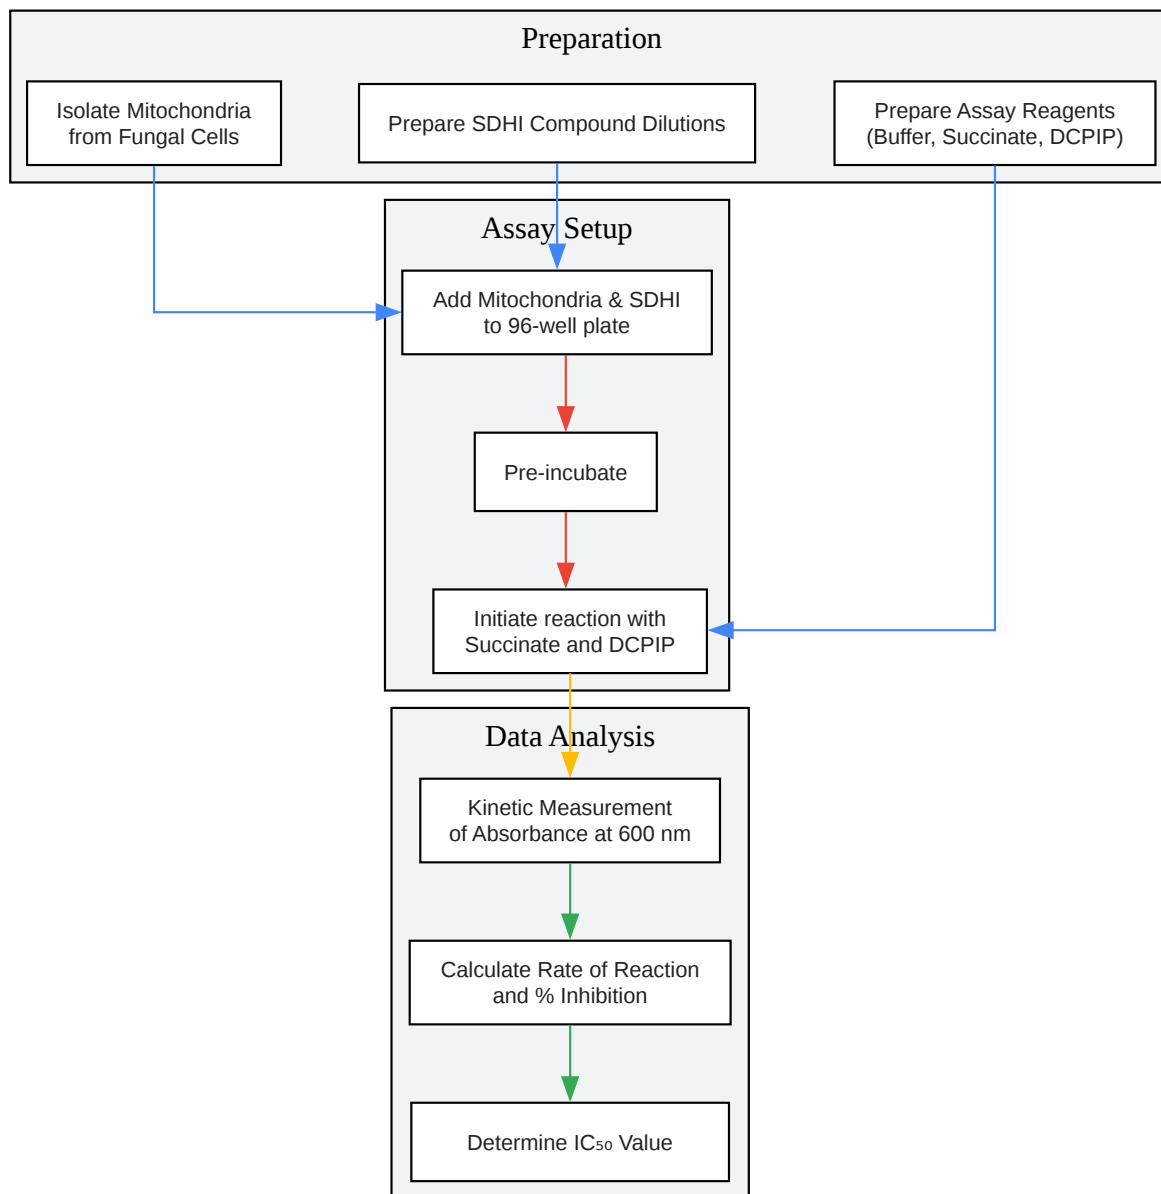 Preparation
Isolate Mitochondria
from Fungal Cells
Prepare SDHI Compound Dilutions
Prepare Assay Reagents
(Buffer, Succinate, DCPIP)
Assay Setup
Add Mitochondria & SDHI
to 96-well plate
Pre-incubate
Initiate reaction with
Succinate and DCPIP
Data Analysis
Kinetic Measurement
of Absorbance at 600 nm
Calculate Rate of Reaction
and % Inhibition
Determine IC₅₀ Value